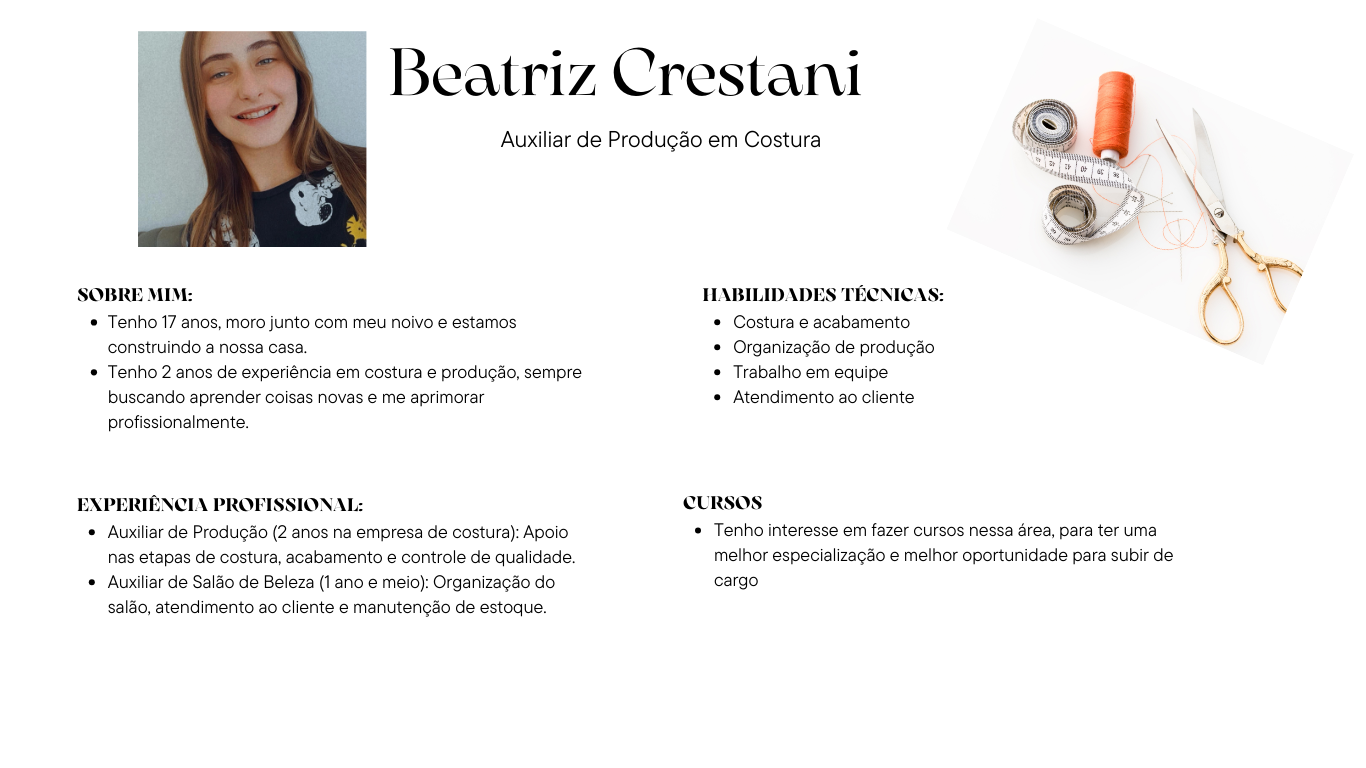 Beatriz Crestani
Auxiliar de Produção em Costura
SOBRE MIM:
• Tenho 17 anos, moro junto com meu noivo e estamos
construindo a nossa casa.
• Tenho 2 anos de experiência em costura e produção, sempre
buscando aprender coisas novas e me aprimorar
profissionalmente.
HABILIDADES TÉCNICAS:
• Costura e acabamento
• Organização de produção
• Trabalho em equipe
• Atendimento ao cliente
EXPERIÊNCIA PROFISSIONAL:
• Auxiliar de Produção (2 anos na empresa de costura): Apoio
nas etapas de costura, acabamento e controle de qualidade.
• Auxiliar de Salão de Beleza (1 ano e meio): Organização do
salão, atendimento ao cliente e manutenção de estoque.
CURSOS
• Tenho interesse em fazer cursos nessa área, para ter uma
melhor especialização e melhor oportunidade para subir de
cargo